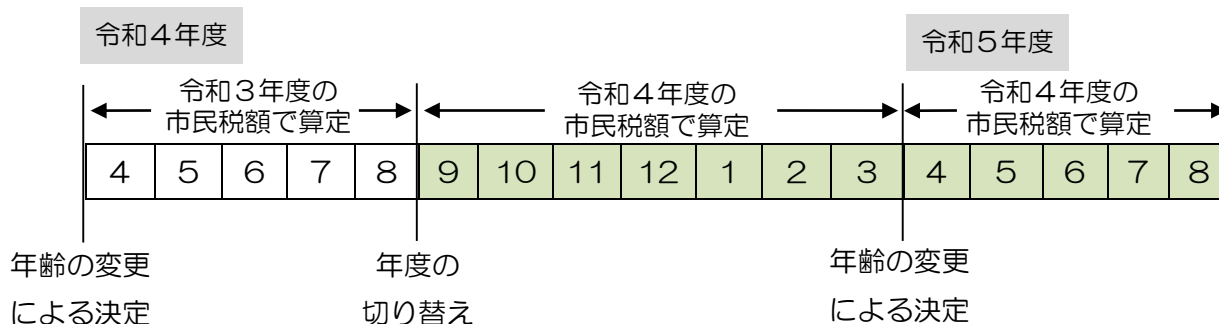 令和４年度
令和５年度
令和３年度の
市民税額で算定
令和４年度の
市民税額で算定
令和４年度の
市民税額で算定
４ ５ ６ ７ ８ ９ 10 11 12 １ ２ ３ ４ ５ ６ ７ ８
年齢の変更
による決定
年度の
切り替え
年齢の変更
による決定